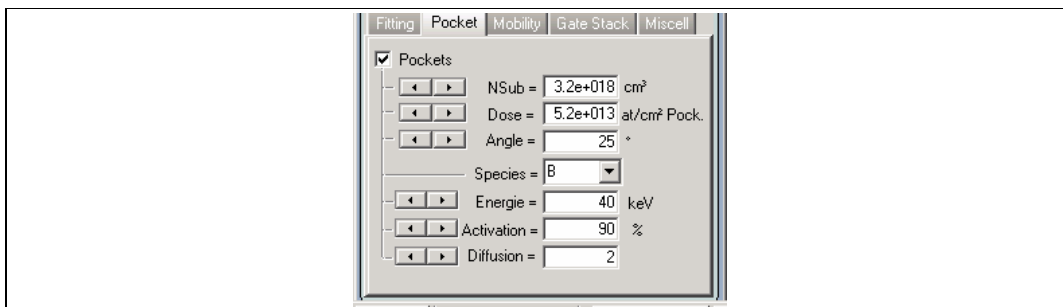 Fitting Pocket Mobility Gate Stack Miscell
Pockets
NSub = 3.2e+018 cm³
Dose = 5.2e+013 at/cm² Pock.
Angle = 25 °
Species = B
Energie = 40 keV
Activation = 90 %
Diffusion = 2